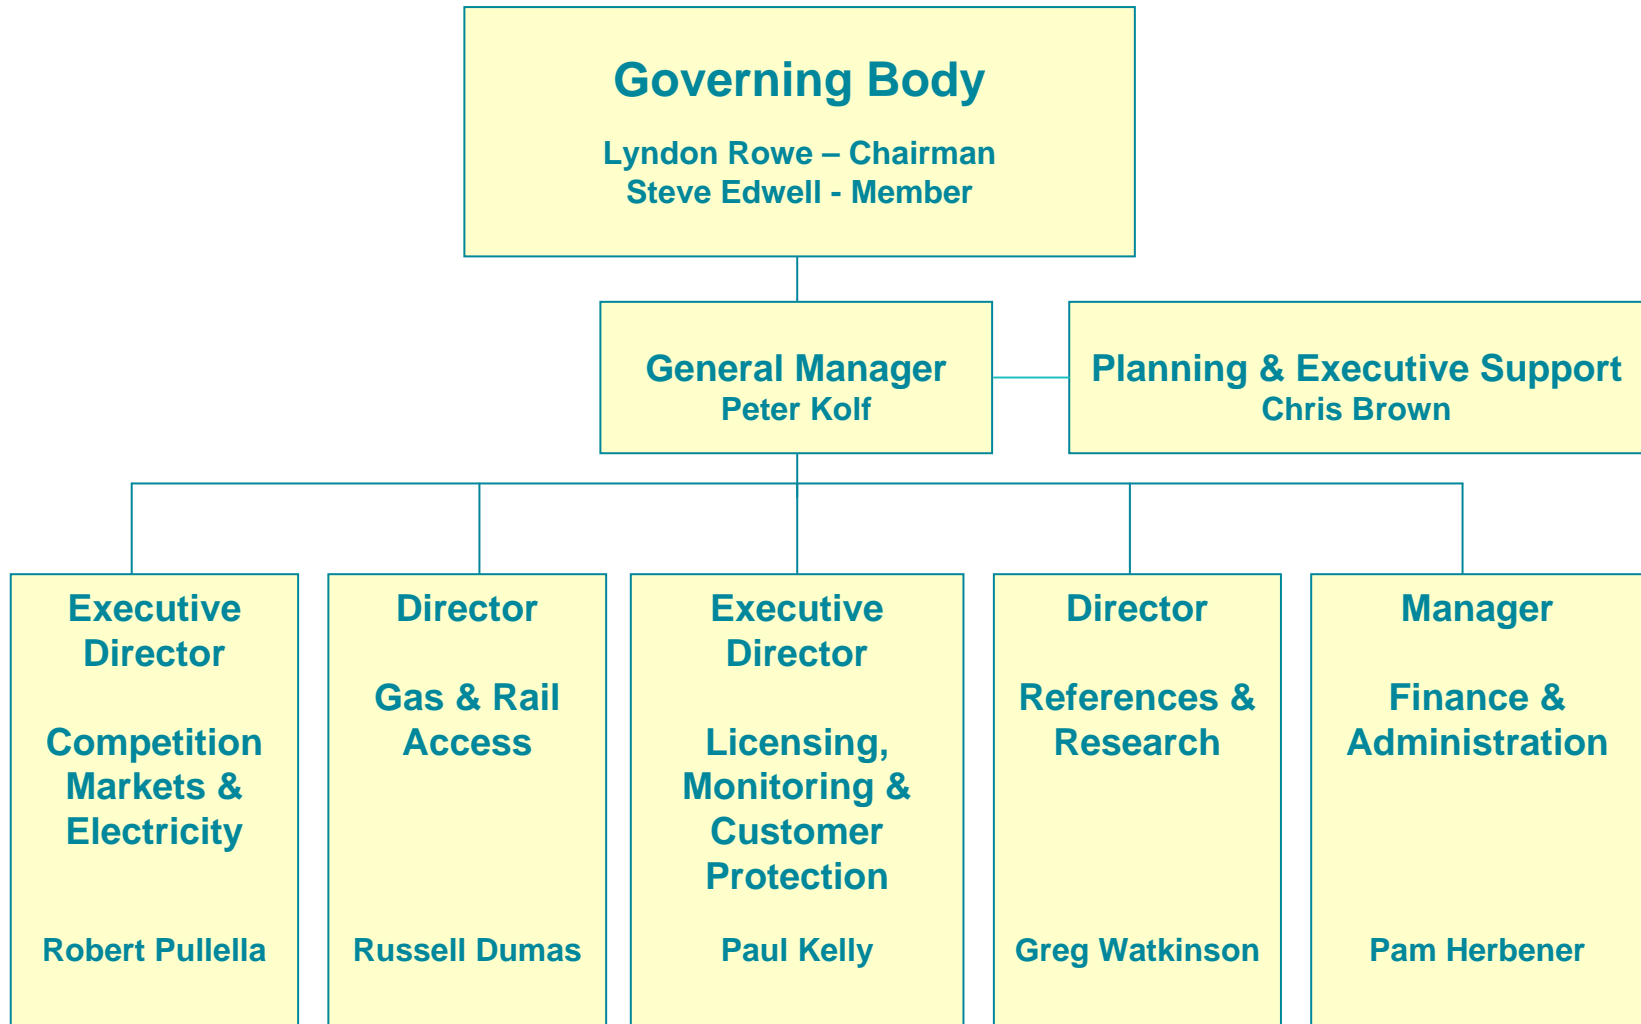 Governing Body
Lyndon Rowe – Chairman
Steve Edwell - Member
General Manager
Peter Kolf
Planning & Executive Support
Chris Brown
Executive
Director
Competition
Markets &
Electricity
Robert Pullella
Director
Gas & Rail
Access
Russell Dumas
Executive
Director
Licensing,
Monitoring &
Customer
Protection
Paul Kelly
Director
References &
Research
Greg Watkinson
Manager
Finance &
Administration
Pam Herbener